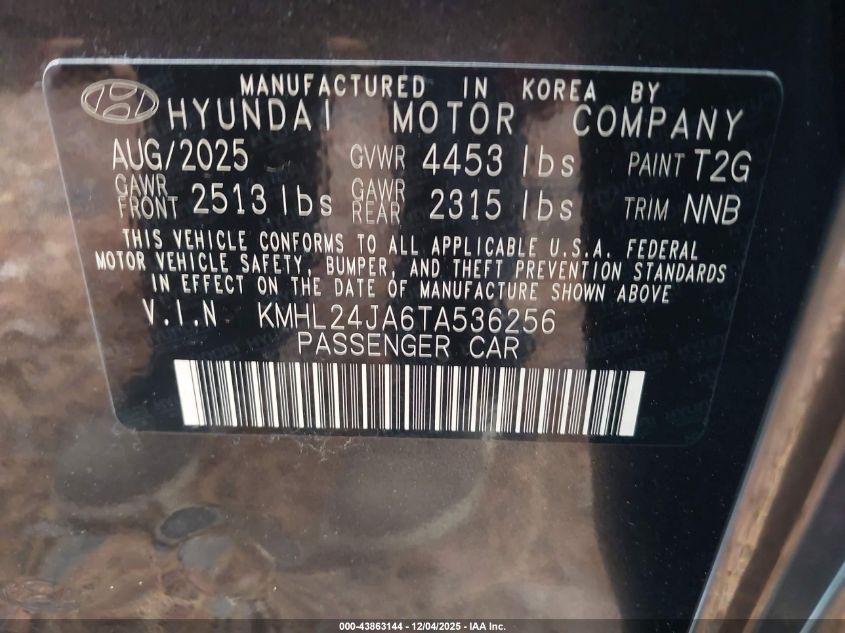 MANUFACTURED IN KOREA BY
HYUNDAI MOTOR COMPANY
AUG/2025 GVWR 4453 lbs PAINT T2G
GAWR FRONT 2513 lbs GAWR REAR 2315 lbs TRIM NNB
THIS VEHICLE CONFORMS TO ALL APPLICABLE U.S.A. FEDERAL
MOTOR VEHICLE SAFETY, BUMPER, AND THEFT PREVENTION STANDARDS
IN EFFECT ON THE DATE OF MANUFACTURE SHOWN ABOVE
V.I.N KMHL24JA6TA536256
PASSENGER CAR
000-43863144 - 12/04/2025 - IAA Inc.